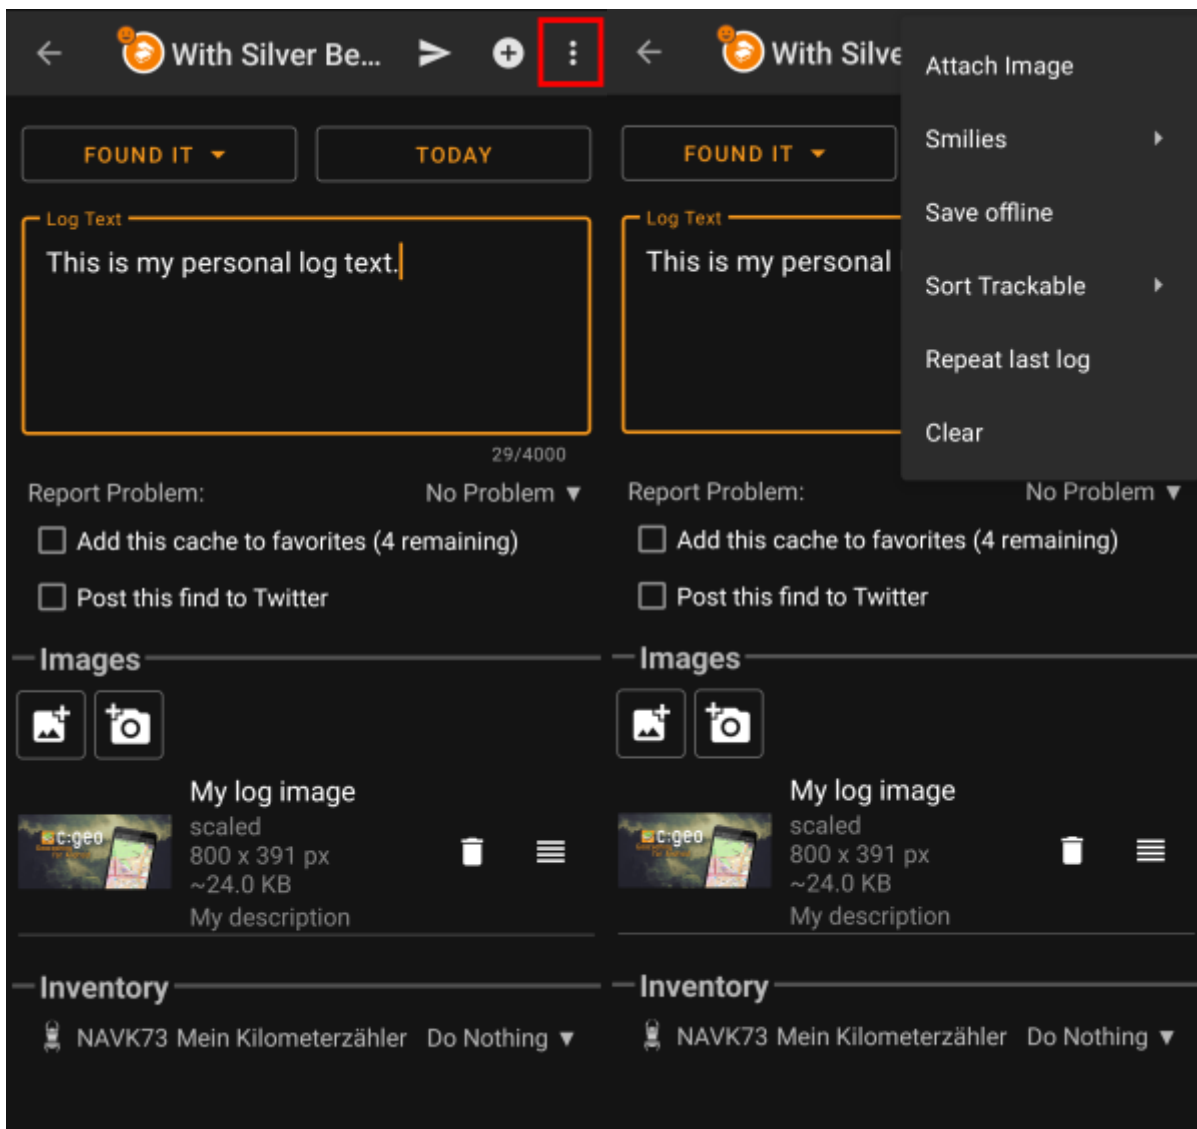 With Silver Be...
FOUND IT
TODAY
Log Text
This is my personal log text.
29/4000
Report Problem:
No Problem
Add this cache to favorites (4 remaining)
Post this find to Twitter
Images
My log image
c:geo
scaled
800 x 391 px
~24.0 KB
My description
Inventory
NAVK73 Mein Kilometerzähler
Do Nothing
With Silve
Attach Image
Smilies
Save offline
Sort Trackable
Repeat last log
Clear
FOUND IT
Log Text
This is my personal
Report Problem:
No Problem
Add this cache to favorites (4 remaining)
Post this find to Twitter
Images
My log image
c:geo
scaled
800 x 391 px
~24.0 KB
My description
Inventory
NAVK73 Mein Kilometerzähler
Do Nothing